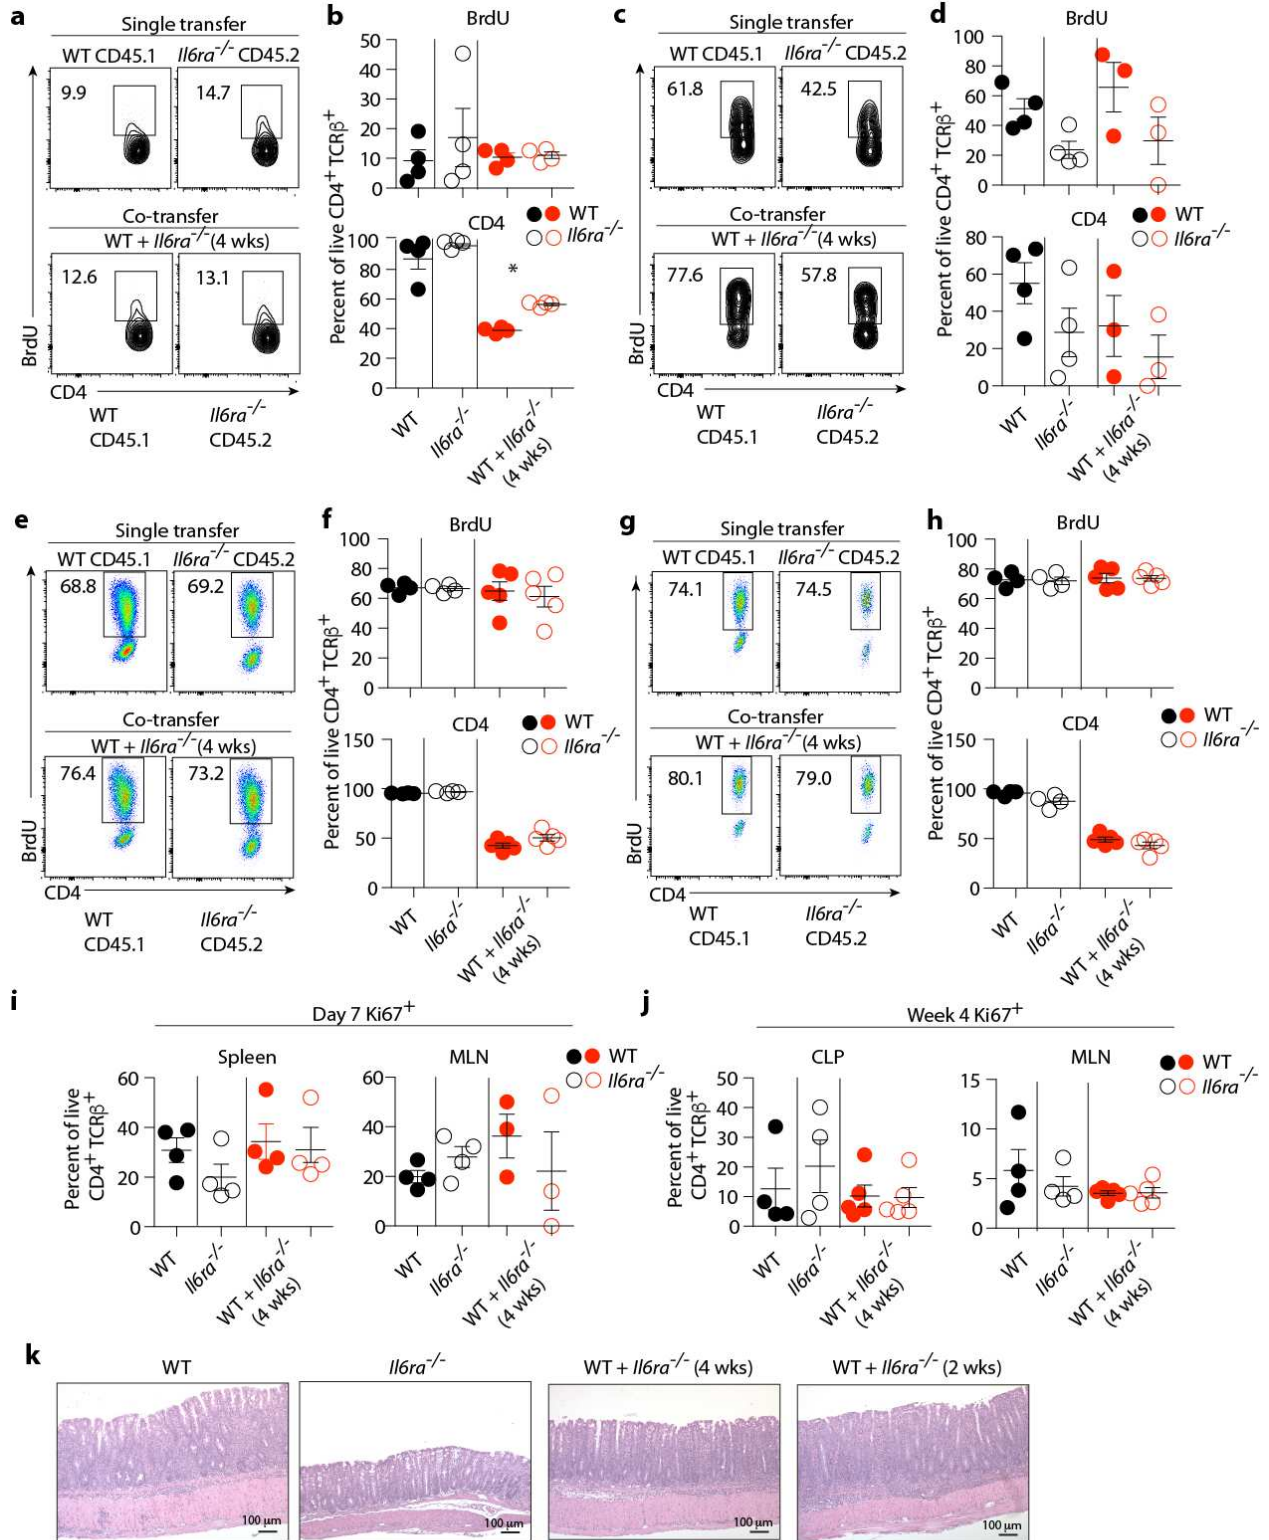 a
Single transfer
WT CD45.1 Il6ra⁻/⁻ CD45.2
9.9 14.7
Co-transfer
WT + Il6ra⁻/⁻ (4 wks)
12.6 13.1
BrdU
CD4
WT Il6ra⁻/⁻
CD45.1 CD45.2
b
BrdU
Percent of live CD4⁺ TCRβ⁺
50
40
30
20
10
0
WT
Il6ra⁻/⁻
CD4
100
80
60
40
20
0
*
WT
Il6ra⁻/⁻
WT + Il6ra⁻/⁻
(4 wks)
c
Single transfer
WT CD45.1 Il6ra⁻/⁻ CD45.2
61.8 42.5
Co-transfer
WT + Il6ra⁻/⁻ (4 wks)
77.6 57.8
BrdU
CD4
WT Il6ra⁻/⁻
CD45.1 CD45.2
d
BrdU
Percent of live CD4⁺ TCRβ⁺
100
80
60
40
20
0
WT
Il6ra⁻/⁻
CD4
80
60
40
20
0
WT
Il6ra⁻/⁻
WT + Il6ra⁻/⁻
(4 wks)
e
Single transfer
WT CD45.1 Il6ra⁻/⁻ CD45.2
68.8 69.2
Co-transfer
WT + Il6ra⁻/⁻ (4 wks)
76.4 73.2
BrdU
CD4
WT Il6ra⁻/⁻
CD45.1 CD45.2
f
BrdU
Percent of live CD4⁺ TCRβ⁺
100
80
60
40
20
0
CD4
WT
Il6ra⁻/⁻
150
100
50
0
WT
Il6ra⁻/⁻
WT + Il6ra⁻/⁻
(4 wks)
g
Single transfer
WT CD45.1 Il6ra⁻/⁻ CD45.2
74.1 74.5
Co-transfer
WT + Il6ra⁻/⁻ (4 wks)
80.1 79.0
BrdU
CD4
WT Il6ra⁻/⁻
CD45.1 CD45.2
h
BrdU
Percent of live CD4⁺ TCRβ⁺
100
80
60
40
20
0
CD4
WT
Il6ra⁻/⁻
150
100
50
0
WT
Il6ra⁻/⁻
WT + Il6ra⁻/⁻
(4 wks)
i
Day 7 Ki67⁺
Spleen MLN
WT
Il6ra⁻/⁻
Percent of live
CD4⁺ TCRβ⁺
60
40
20
0
WT
Il6ra⁻/⁻
WT + Il6ra⁻/⁻
(4 wks)
60
40
20
0
WT
Il6ra⁻/⁻
WT + Il6ra⁻/⁻
(4 wks)
j
Week 4 Ki67⁺
CLP MLN
WT
Il6ra⁻/⁻
Percent of live
CD4⁺ TCRβ⁺
50
40
30
20
10
0
WT
Il6ra⁻/⁻
WT + Il6ra⁻/⁻
(4 wks)
15
10
5
0
WT
Il6ra⁻/⁻
WT + Il6ra⁻/⁻
(4 wks)
k
WT Il6ra⁻/⁻ WT + Il6ra⁻/⁻ (4 wks) WT + Il6ra⁻/⁻ (2 wks)
100 µm 100 µm 100 µm 100 µm